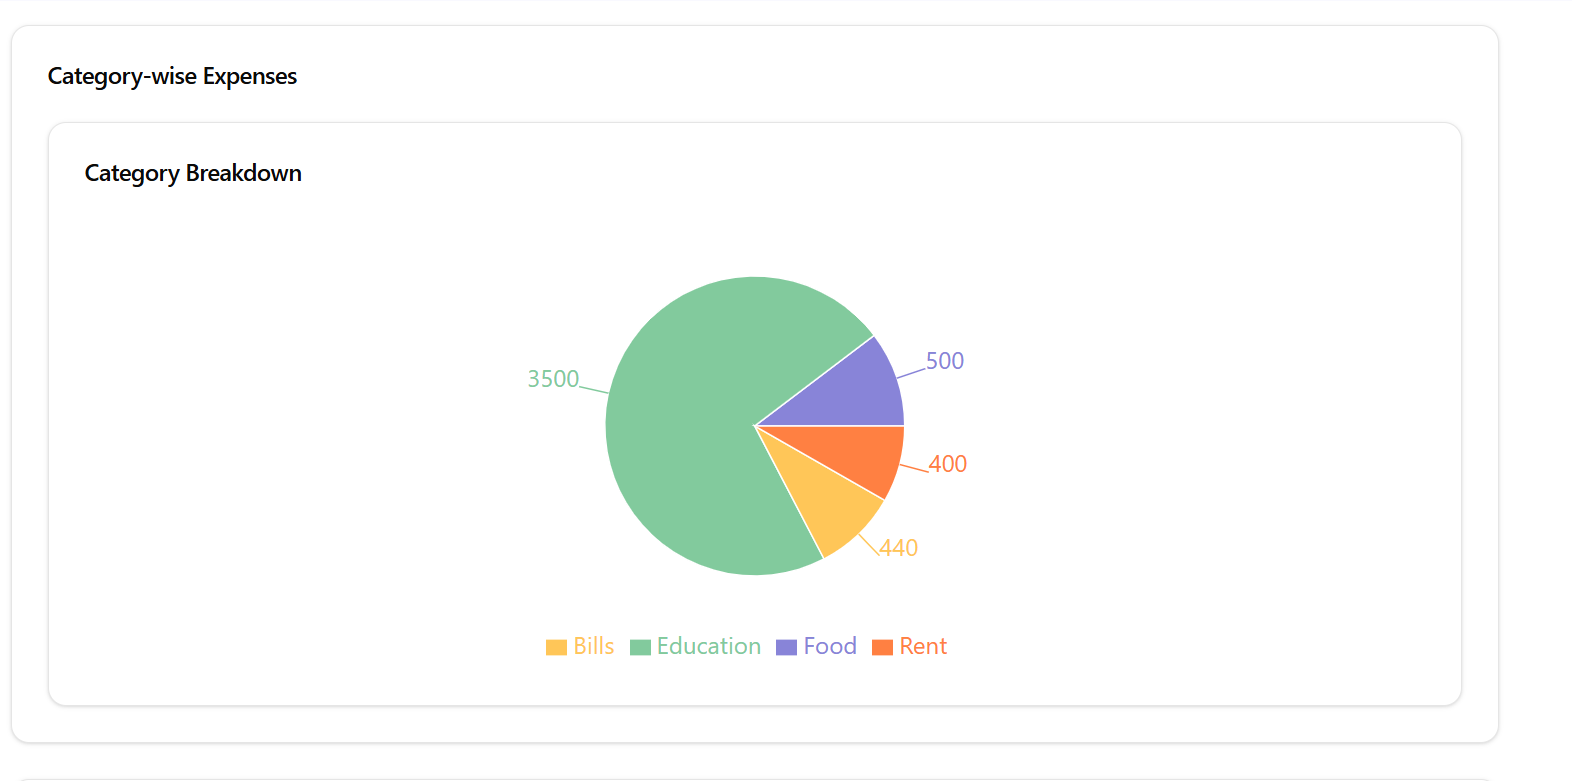 Category-wise Expenses
Category Breakdown
500
3500
400
440
Bills Education Food Rent